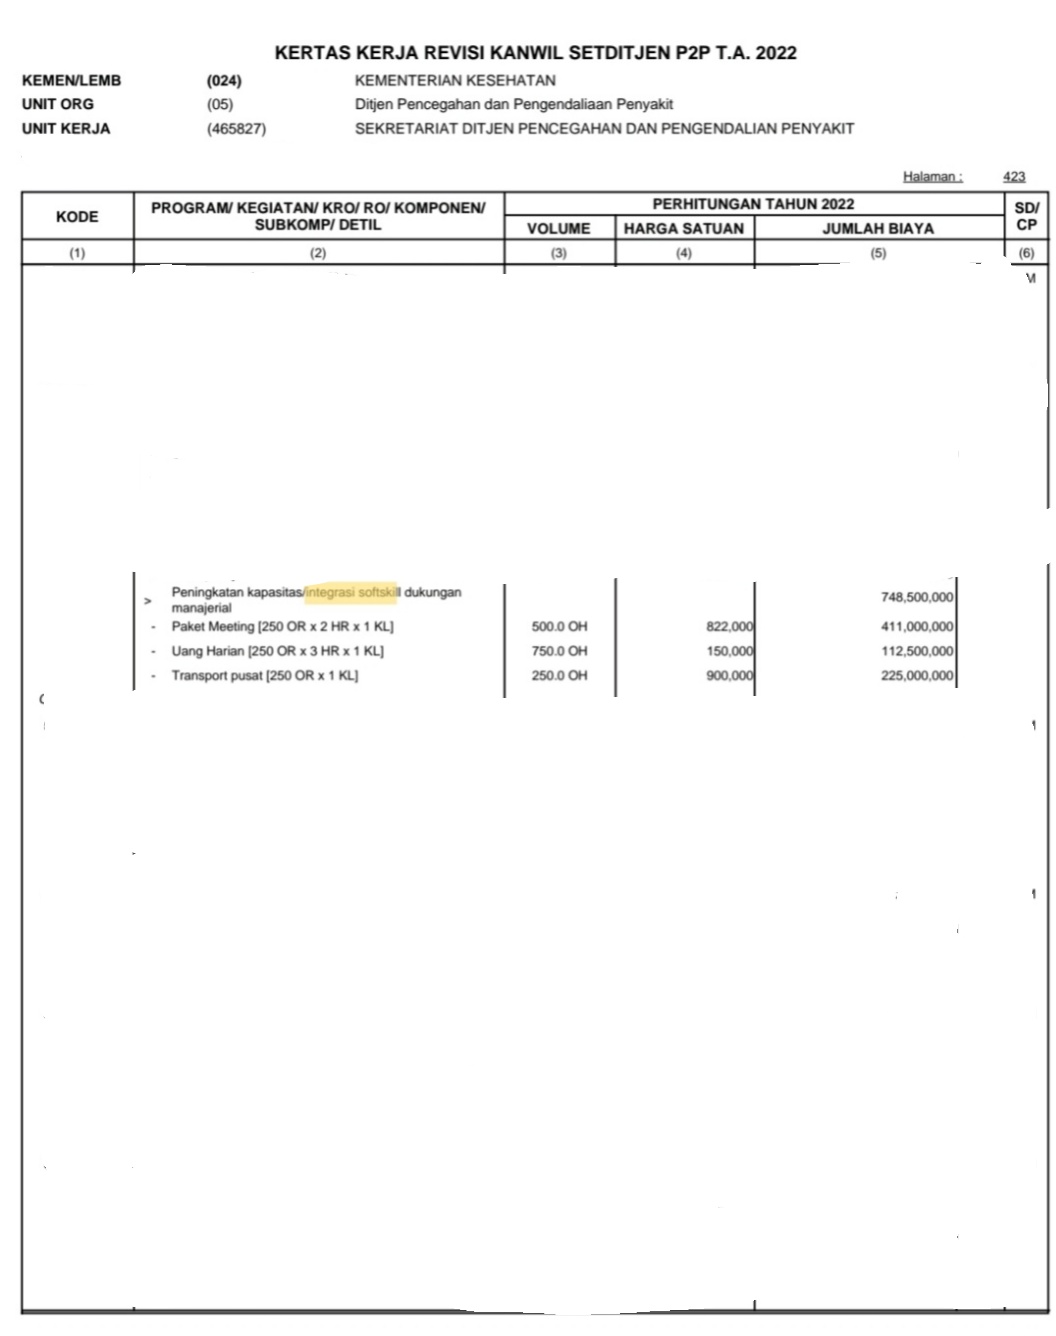 KERTAS KERJA REVISI KANWIL SETDITJEN P2P T.A. 2022
KEMEN/LEMB (024) KEMENTERIAN KESEHATAN
UNIT ORG (05) Ditjen Pencegahan dan Pengendaliaan Penyakit
UNIT KERJA (465827) SEKRETARIAT DITJEN PENCEGAHAN DAN PENGENDALIAN PENYAKIT
Halaman : 423
KODE PROGRAM/ KEGIATAN/ KRO/ RO/ KOMPONEN/ SUBKOMP/ DETIL PERHITUNGAN TAHUN 2022 SD/ CP
VOLUME HARGA SATUAN JUMLAH BIAYA
(1) (2) (3) (4) (5) (6)
> Peningkatan kapasitas/integrasi softskill dukungan manajerial 748,500,000
- Paket Meeting [250 OR x 2 HR x 1 KL] 500.0 OH 822,000 411,000,000
- Uang Harian [250 OR x 3 HR x 1 KL] 750.0 OH 150,000 112,500,000
- Transport pusat [250 OR x 1 KL] 250.0 OH 900,000 225,000,000